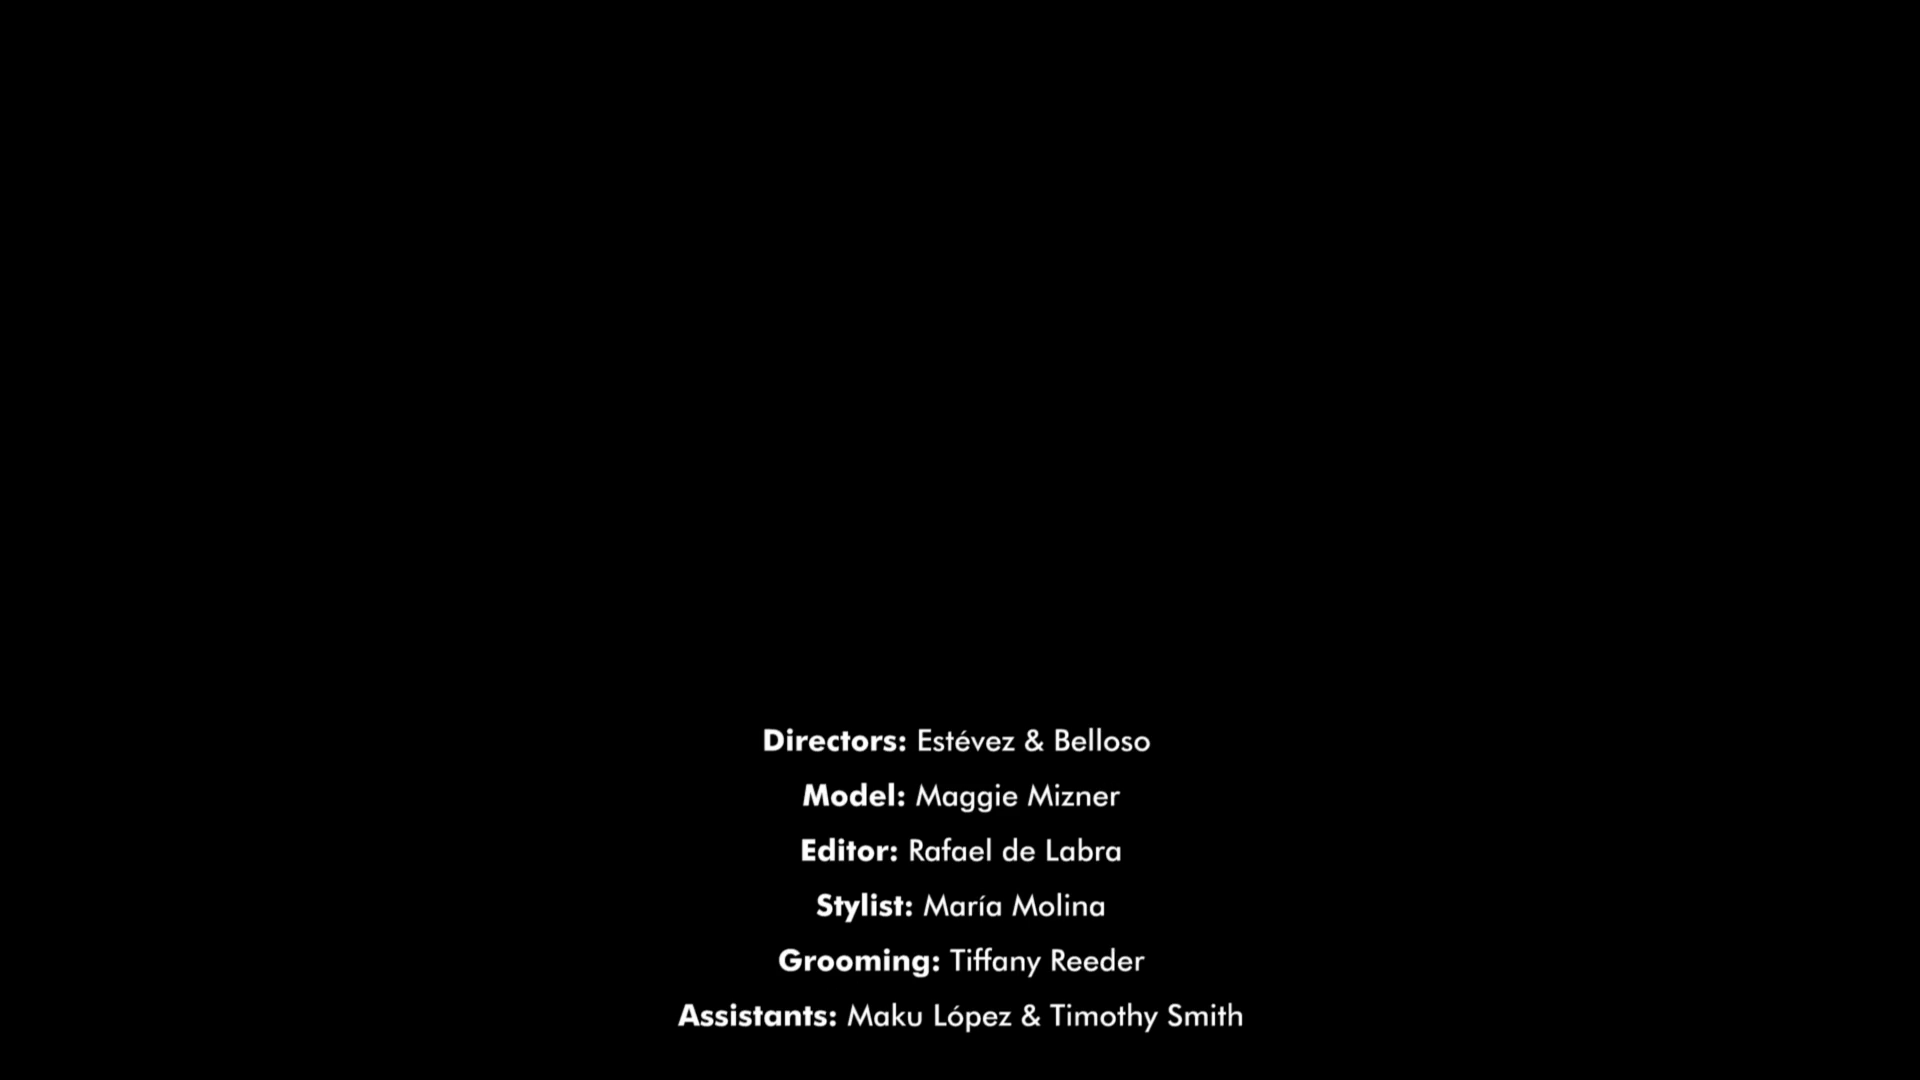 Directors: Estévez & Belloso
Model: Maggie Mizner
Editor: Rafael de Labra
Stylist: María Molina
Grooming: Tiffany Reeder
Assistants: Maku López & Timothy Smith